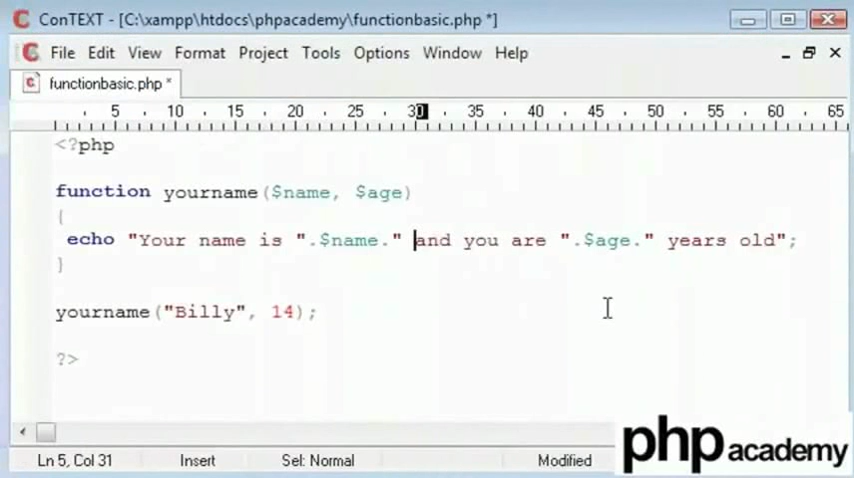 ConTEXT - [C:\xampp\htdocs\phpacademy\functionbasic.php *]
File Edit View Format Project Tools Options Window Help
functionbasic.php *
5 10 15 20 25 30 35 40 45 50 55 60 65
<?php
function yourname($name, $age)
{
echo "Your name is ".$name." and you are ".$age." years old";
}
yourname("Billy", 14);
?>
php academy
Ln 5, Col 31 Insert Sel: Normal Modified